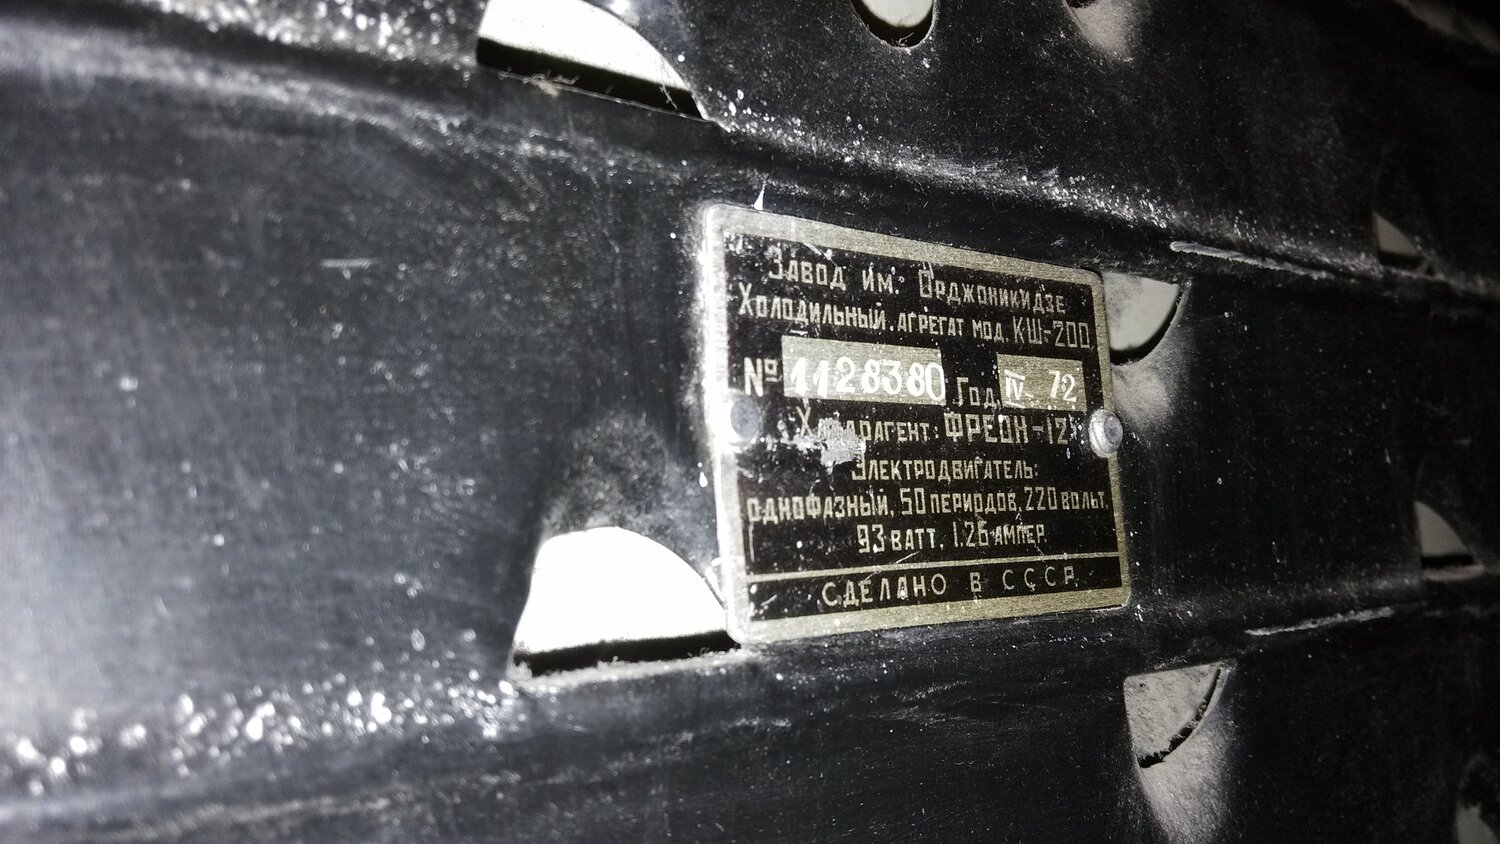 Завод им. Орджоникидзе
Холодильный агрегат мод. КШ-200
№ 1128380 Год IV. 72
Хладагент: ФРЕОН-12
Электродвигатель:
однофазный, 50 периодов, 220 вольт,
93 ватт, 1.26 ампер
СДЕЛАНО В СССР